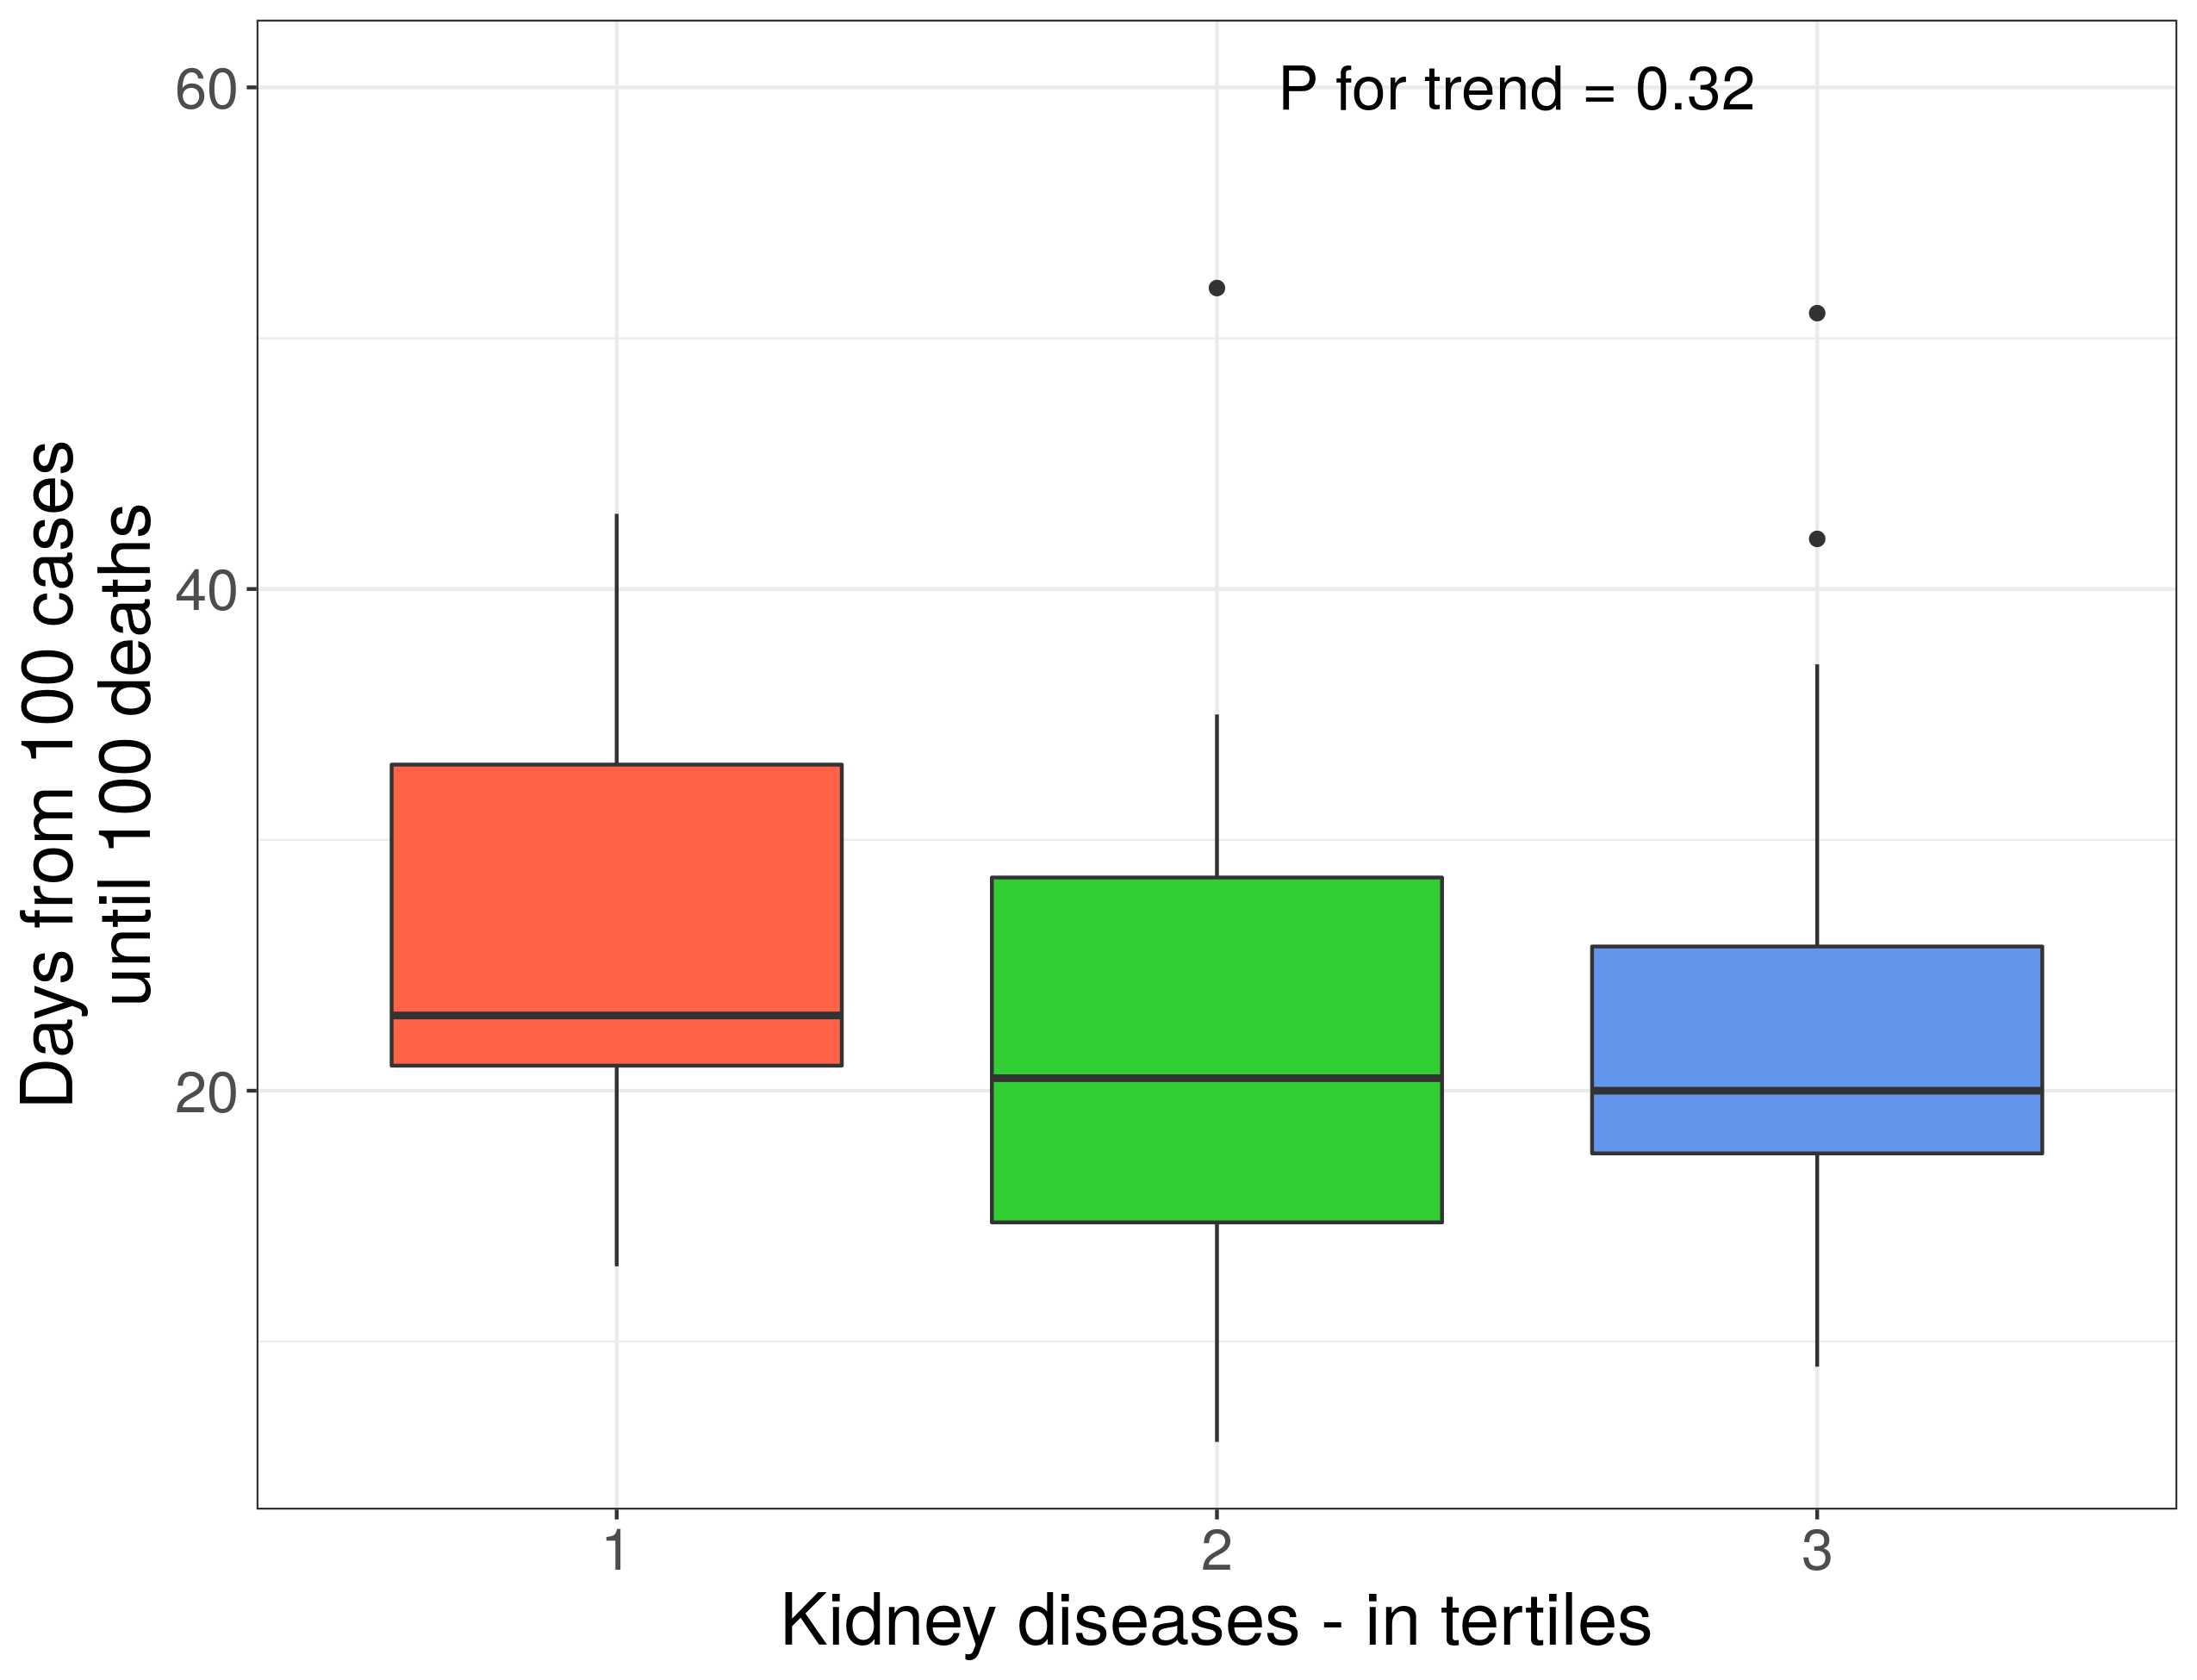 P for trend = 0.32
60
40
20
Days from 100 cases
until 100 deaths
1
2
3
Kidney diseases - in tertiles